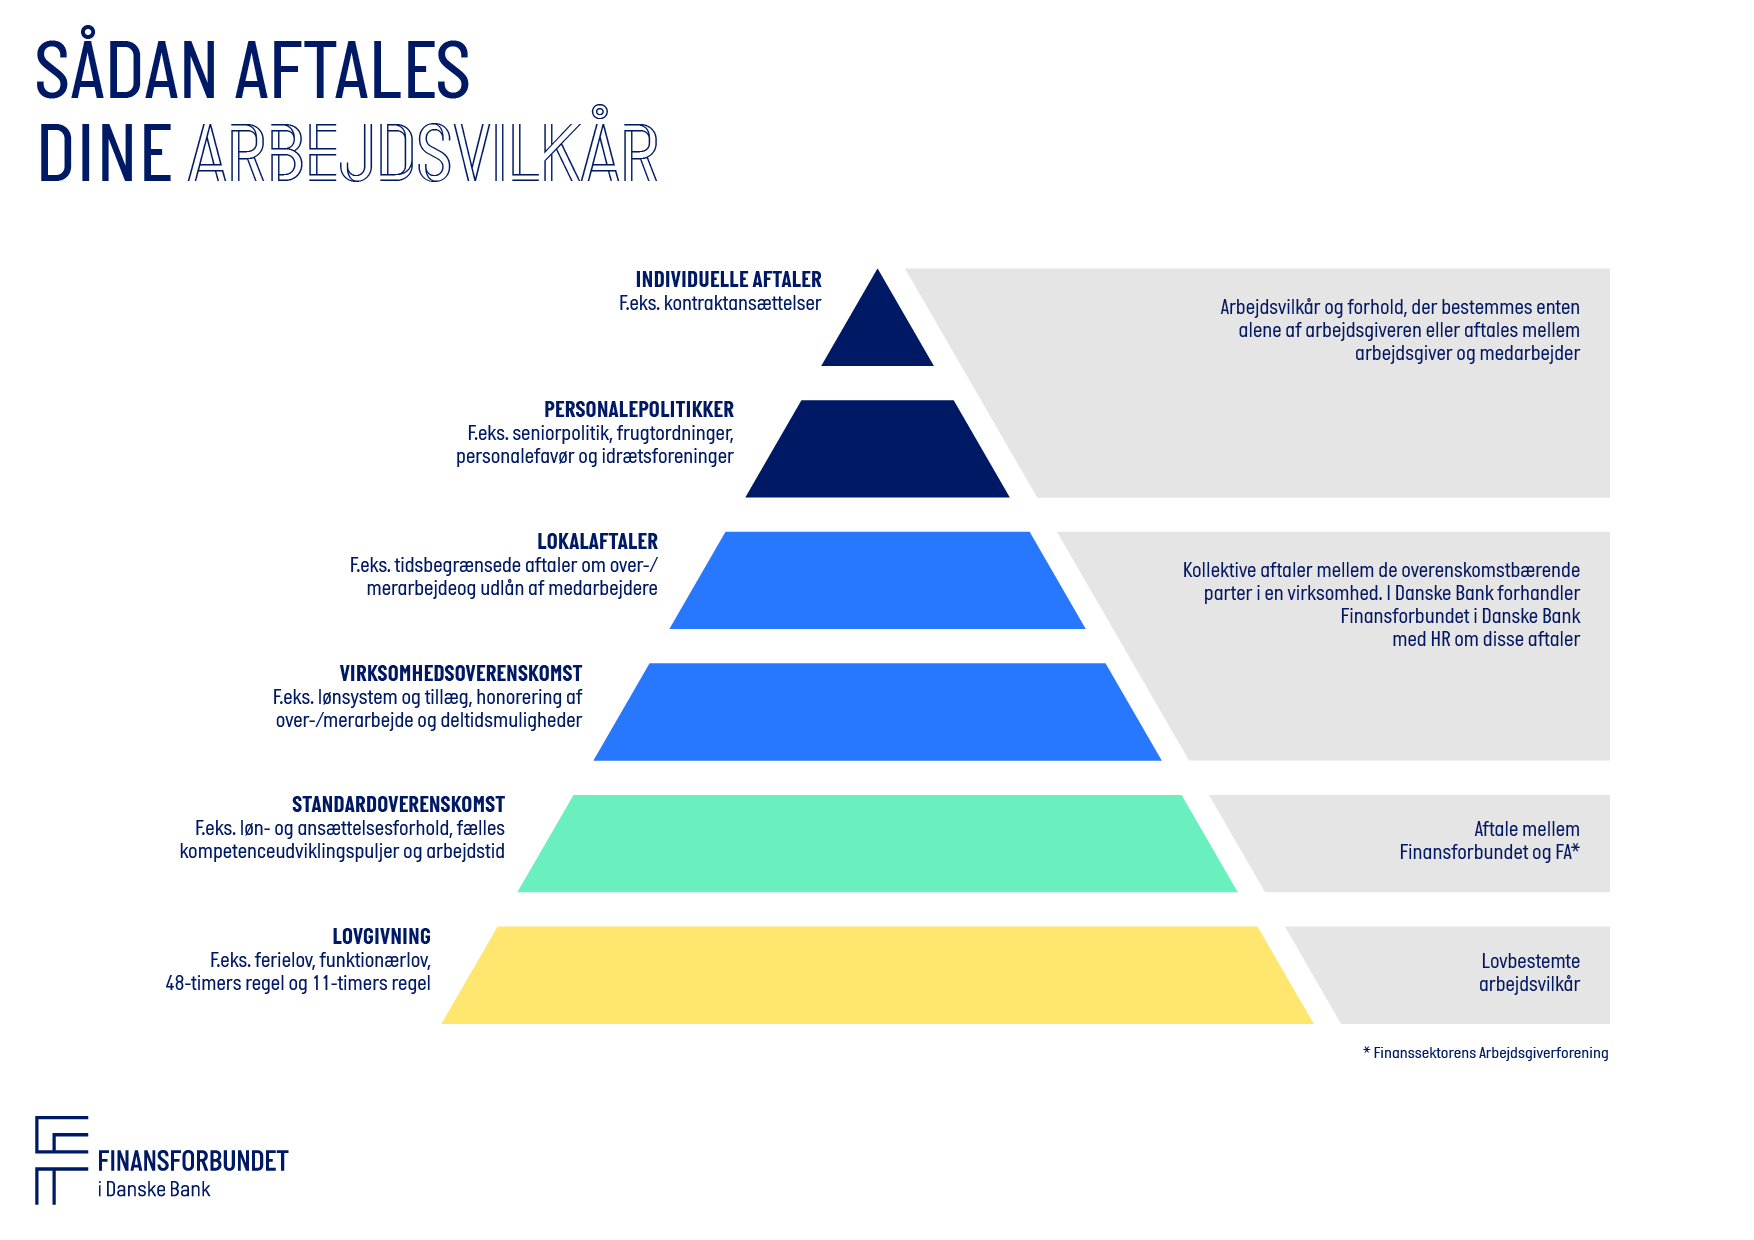 SÅDAN AFTALES
DINE ARBEJDSVILKÅR
INDIVIDUELLE AFTALER
F.eks. kontraktansættelser
Arbejdsvilkår og forhold, der bestemmes enten
alene af arbejdsgiveren eller aftales mellem
arbejdsgiver og medarbejder
PERSONALEPOLITIKKER
F.eks. seniorpolitik, frugtordninger,
personalefavør og idrætsforeninger
LOKALAFTALER
F.eks. tidsbegrænsede aftaler om over-/
merarbejdeog udlån af medarbejdere
Kollektive aftaler mellem de overenskomstbærende
parter i en virksomhed. I Danske Bank forhandler
Finansforbundet i Danske Bank
med HR om disse aftaler
VIRKSOMHEDSOVERENSKOMST
F.eks. lønsystem og tillæg, honorering af
over-/merarbejde og deltidsmuligheder
STANDARDOVERENSKOMST
F.eks. løn- og ansættelsesforhold, fælles
kompetenceudviklingspuljer og arbejdstid
Aftale mellem
Finansforbundet og FA*
LOVGIVNING
F.eks. ferielov, funktionærlov,
48-timers regel og 11-timers regel
Lovbestemte
arbejdsvilkår
* Finanssektorens Arbejdsgiverforening
FINANSFORBUNDET
i Danske Bank